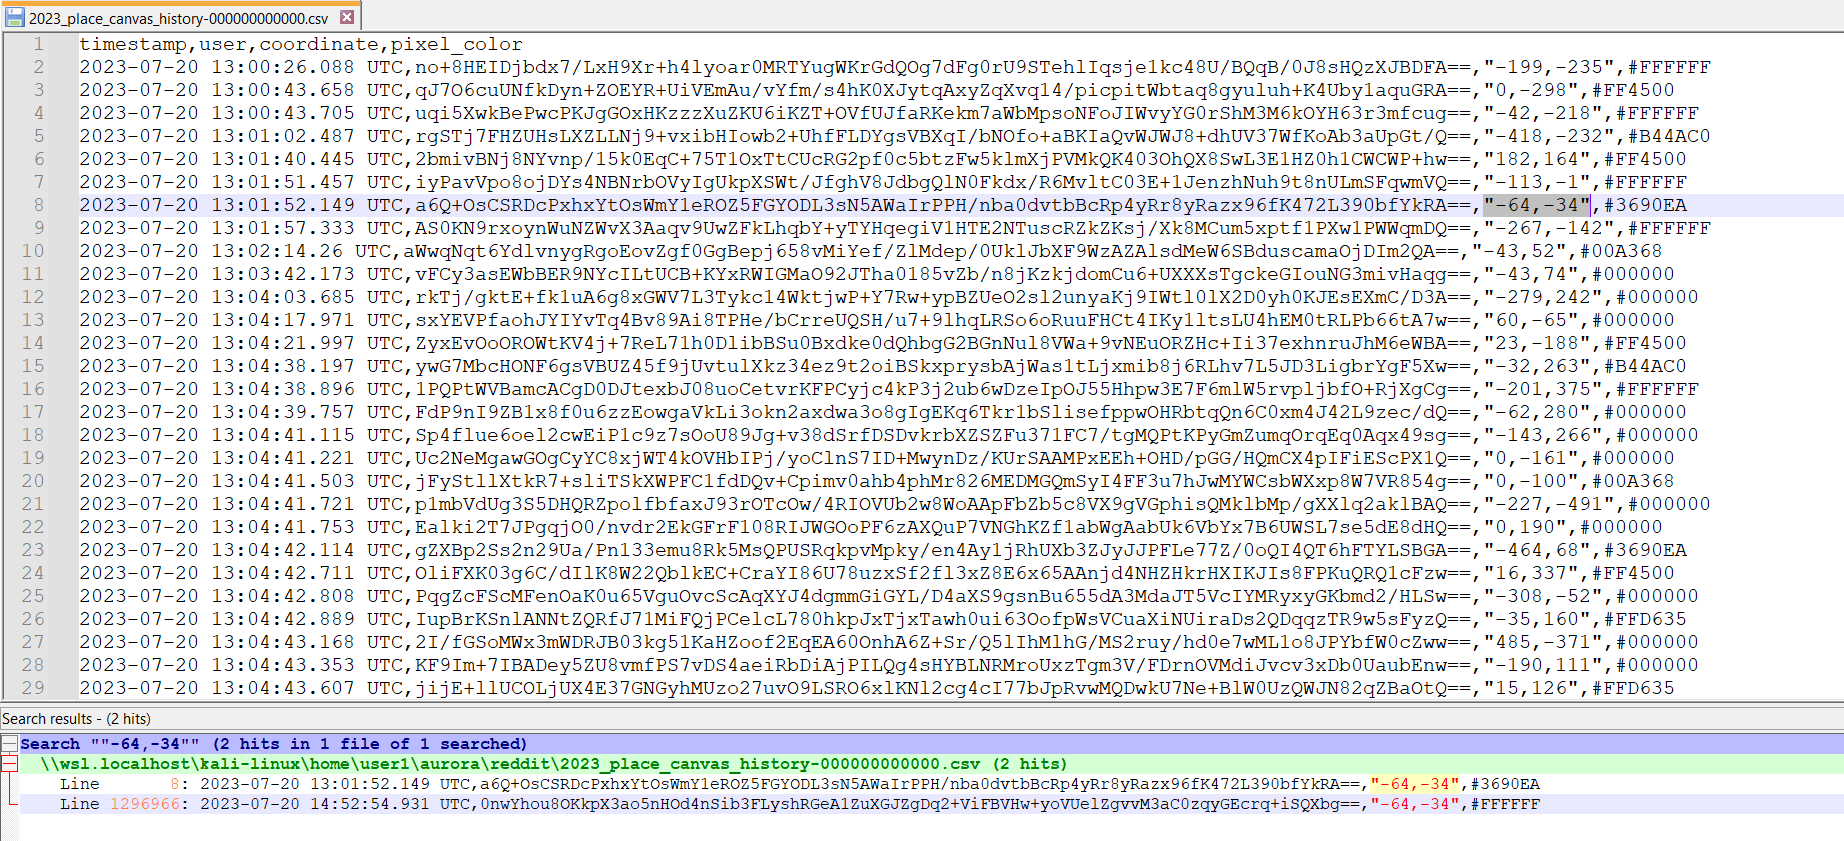 2023_place_canvas_history-000000000000.csv
1 timestamp,user,coordinate,pixel_color
2 2023-07-20 13:00:26.088 UTC,no+8HEIDjbdx7/LxH9Xr+h4lyoar0MRTYugWKrGdQOg7dFg0rU9STehlIqsje1kc48U/BQqB/0J8sHQzXJBDFA==,"-199,-235",#FFFFFF
3 2023-07-20 13:00:43.658 UTC,qJ7O6cuUNfkDyn+ZOEYR+UiVEmAu/vYfm/s4hK0XJytqAxyZqXvq14/picpitWbtaq8gyuluh+K4Uby1aquGRA==,"0,-298",#FF4500
4 2023-07-20 13:00:43.705 UTC,uqi5XwkBePwcPKJgGOxHKzzzXuZKU6iKZT+OVfUJfaRKekm7aWbMpsoNFoJIWvyYG0rShM3M6kOYH63r3mfcug==,"-42,-218",#FFFFFF
5 2023-07-20 13:01:02.487 UTC,rgSTj7FHZUHsLXZLLNj9+vxibHIowb2+UhfFLDYgsVBXqI/bNOfo+aBKIaQvWJWJ8+dhUV37WfKoAb3aUpGt/Q==,"-418,-232",#B44AC0
6 2023-07-20 13:01:40.445 UTC,2bmivBNj8NYvnp/15k0EqC+75T1OxTtCUcRG2pf0c5btzFw5klmXjPVMkQK403OhQX8SwL3E1HZ0h1CWCWP+hw==,"182,164",#FF4500
7 2023-07-20 13:01:51.457 UTC,iyPavVpo8ojDYs4NBNrbOVyIgUkpXSWt/JfghV8JdbgQlN0Fkdx/R6MvltC03E+1JenzhNuh9t8nULmSFqwmVQ==,"-113,-1",#FFFFFF
8 2023-07-20 13:01:52.149 UTC,a6Q+OsCSRDcPxhxYtOsWmY1eROZ5FGYODL3sN5AWaIrPPH/nba0dvtbBcRp4yRr8yRazx96fK472L390bfYkRA==,"-64,-34",#3690EA
9 2023-07-20 13:01:57.333 UTC,AS0KN9rxoynWuNZWvX3Aaqv9UwZFkLhqbY+yTYHqegiV1HTE2NTuscRZkZKsj/Xk8MCum5xptf1PXw1PWWqmDQ==,"-267,-142",#FFFFFF
10 2023-07-20 13:02:14.26 UTC,aWwqNqt6YdlvnygRgoEovZgf0GgBepj658vMiYef/ZlMdep/0UklJbXF9WzAZAlsdMeW6SBduscamaOjDIm2QA==,"-43,52",#00A368
11 2023-07-20 13:03:42.173 UTC,vFCy3asEWbBER9NYcILtUCB+KYxRWIGMaO92JTha0185vZb/n8jKzkjdomCu6+UXXXsTgckeGIouNG3mivHaqg==,"-43,74",#000000
12 2023-07-20 13:04:03.685 UTC,rkTj/gktE+fk1uA6g8xGWV7L3Tykc14WktjwP+Y7Rw+ypBZUeO2sl2unyaKj9IWtl0lX2D0yh0KJEsEXmC/D3A==,"-279,242",#000000
13 2023-07-20 13:04:17.971 UTC,sxYEVPfaohJYIYvTq4Bv89Ai8TPHe/bCrreUQSH/u7+9lhqLRSo6oRuuFHCt4IKylltsLU4hEM0tRLPb66tA7w==,"60,-65",#000000
14 2023-07-20 13:04:21.997 UTC,ZyxEvOoOROWtKV4j+7ReL71h0DlibBSu0Bxdke0dQhbgG2BGnNul8VWa+9vNEuORZHc+Ii37exhnruJhM6eWBA==,"23,-188",#FF4500
15 2023-07-20 13:04:38.197 UTC,ywG7MbcHONF6gsVBUZ45f9jUvtulXkz34ez9t2oiBSkxprysbAjWas1tLjxmib8j6RLhv7L5JD3LigbrYgF5Xw==,"-32,263",#B44AC0
16 2023-07-20 13:04:38.896 UTC,lPQPtWVBamcACgD0DJtexbJ08uoCetvrKFPCyjc4kP3j2ub6wDzeIpOJ55Hhpw3E7F6mlW5rvpljbfO+RjXgCg==,"-201,375",#FFFFFF
17 2023-07-20 13:04:39.757 UTC,FdP9nI9ZB1x8f0u6zzEowgaVkLi3okn2axdwa3o8gIgEKq6Tkr1bSlisefppwOHRbtqQn6C0xm4J42L9zec/dQ==,"-62,280",#000000
18 2023-07-20 13:04:41.115 UTC,Sp4flue6oel2cwEiP1c9z7sOoU89Jg+v38dSrfDSDvkrbXZSZFu371FC7/tgMQPtKPyGmZumqOrqEq0Aqx49sg==,"-143,266",#000000
19 2023-07-20 13:04:41.221 UTC,Uc2NeMgawGOgCyYC8xjWT4kOVHbIPj/yoClnS7ID+MwynDz/KUrSAAMPxEEh+OHD/pGG/HQmCX4pIFiEScPX1Q==,"0,-161",#000000
20 2023-07-20 13:04:41.503 UTC,jFyStllXtkR7+sliTSkXWPFC1fdDQv+Cpimv0ahb4phMr826MEDMGQmSyI4FF3u7hJwMYWCsbWXxp8W7VR854g==,"0,-100",#00A368
21 2023-07-20 13:04:41.721 UTC,p1mbVdUg3S5DHQRZpolfbfaxJ93rOTcOw/4RIOVUb2w8WoAApFbZb5c8VX9gVGphisQMklbMp/gXXlq2aklBAQ==,"-227,-491",#000000
22 2023-07-20 13:04:41.753 UTC,Ealki2T7JPgqjO0/nvdr2EkGFrF108RIJWGOoPF6zAXQuP7VNGhKZf1abWgAabUk6VbYx7B6UWSL7se5dE8dHQ==,"0,190",#000000
23 2023-07-20 13:04:42.114 UTC,gZXBp2Ss2n29Ua/Pn133emu8Rk5MsQPUSRqkpvMpky/en4Ay1jRhUXb3ZJyJJPFLe77Z/0oQI4QT6hFTYLSBGA==,"-464,68",#3690EA
24 2023-07-20 13:04:42.711 UTC,OliFXK03g6C/dIlK8W22QblkEC+CraYI86U78uzxSf2fl3xZ8E6x65AAnjd4NHZHkrHXIKJIs8FPKuQRQ1cFzw==,"16,337",#FF4500
25 2023-07-20 13:04:42.808 UTC,PqgZcFScMFenOaK0u65VguOvcScAqXYJ4dgmmGiGYL/D4aXS9gsnBu655dA3MdaJT5VcIYMRyxyGKbmd2/HLSw==,"-308,-52",#000000
26 2023-07-20 13:04:42.889 UTC,IupBrKSnlANNtZQRfJ71MiFQjPCelcL780hkpJxTjxTawh0ui63OofpWsVCuaXiNUiraDs2QDqqzTR9w5sFyzQ==,"-35,160",#FFD635
27 2023-07-20 13:04:43.168 UTC,2I/fGSoMWx3mWDRJB03kg51KaHZoof2EqEA60OnhA6Z+Sr/Q5lIhMlhG/MS2ruy/hd0e7wML1o8JPYbfW0cZww==,"485,-371",#000000
28 2023-07-20 13:04:43.353 UTC,KF9Im+7IBADey5ZU8vmfPS7vDS4aeiRbDiAjPILQg4sHYBLNRMroUxzTgm3V/FDrnOVMdiJvcv3xDb0UaubEnw==,"-190,111",#000000
29 2023-07-20 13:04:43.607 UTC,jijE+llUCOLjUX4E37GNGyhMUzo27uvO9LSRO6xlKNl2cg4cI77bJpRvwMQDwkU7Ne+BlW0UzQWJN82qZBaOtQ==,"15,126",#FFD635
Search results - (2 hits)
Search ""-64,-34"" (2 hits in 1 file of 1 searched)
\\wsl.localhost\kali-linux\home\user1\aurora\reddit\2023_place_canvas_history-000000000000.csv (2 hits)
Line 8: 2023-07-20 13:01:52.149 UTC,a6Q+OsCSRDcPxhxYtOsWmY1eROZ5FGYODL3sN5AWaIrPPH/nba0dvtbBcRp4yRr8yRazx96fK472L390bfYkRA==,"-64,-34",#3690EA
Line 1296966: 2023-07-20 14:52:54.931 UTC,0nwYhou8OKkpX3ao5nHOd4nSib3FLyshRGeA1ZuXGJZgDq2+ViFBVHw+yoVUe1ZgvvM3aC0zqyGEcrq+iSQXbg==,"-64,-34",#FFFFFF